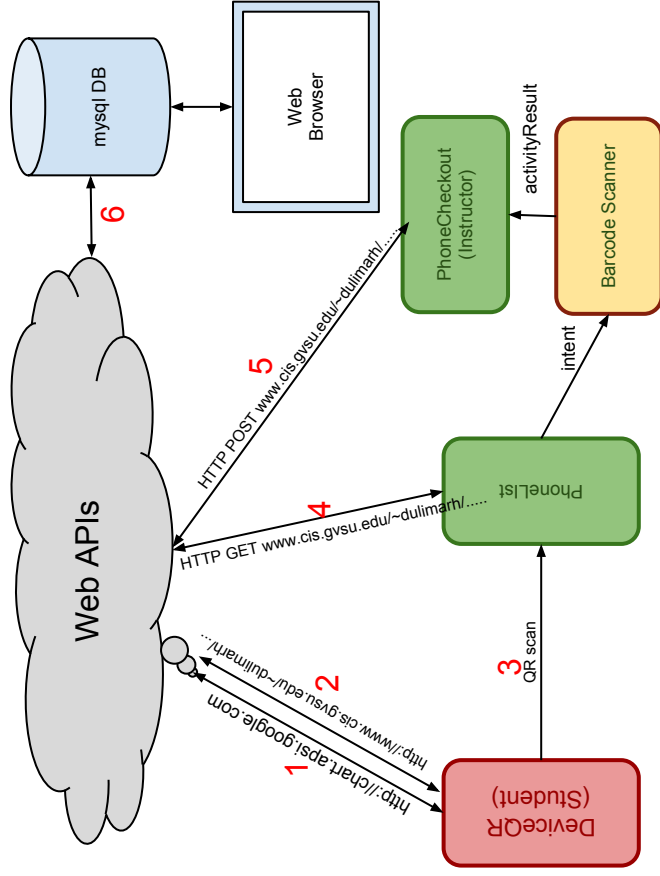 mysql DB
Web
Browser
Web APIs
6
HTTP POST www.cis.gvsu.edu/~dulimarh/.....
5
PhoneCheckout
(Instructor)
activityResult
Barcode Scanner
HTTP GET www.cis.gvsu.edu/~dulimarh/.....
4
intent
PhoneLIst
http://chart.apsi.google.com
1
http://www.cis.gvsu.edu/~dulimarh/...
2
3
QR scan
DeviceQR
(Student)